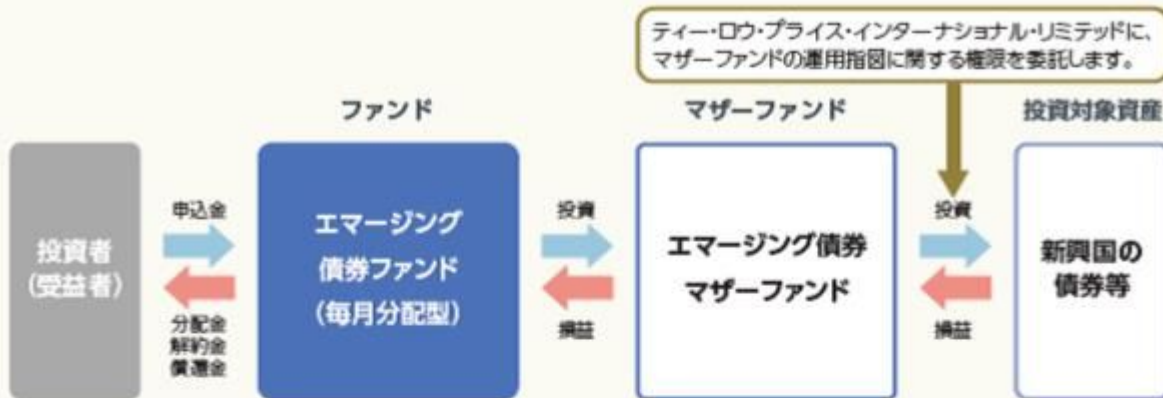 ティー・ロウ・プライス・インターナショナル・リミテッドに、
マザーファンドの運用指図に関する権限を委託します。
ファンド
マザーファンド
投資対象資産
投資者
(受益者)
申込金
分配金
解約金
償還金
エマージング
債券ファンド
(毎月分配型)
投資
損益
エマージング債券
マザーファンド
投資
損益
新興国の
債券等